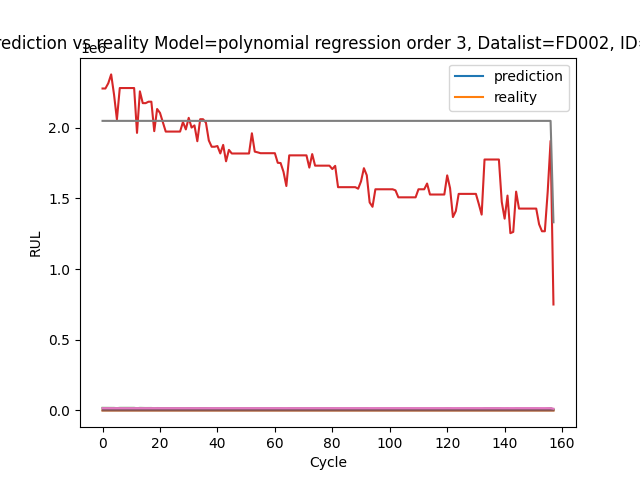 rediction vs reality Model=polynomial regression order 3, Datalist=FD002, ID=
1e6
prediction
reality
2.0
1.5
1.0
0.5
0.0
RUL
0 20 40 60 80 100 120 140 160
Cycle